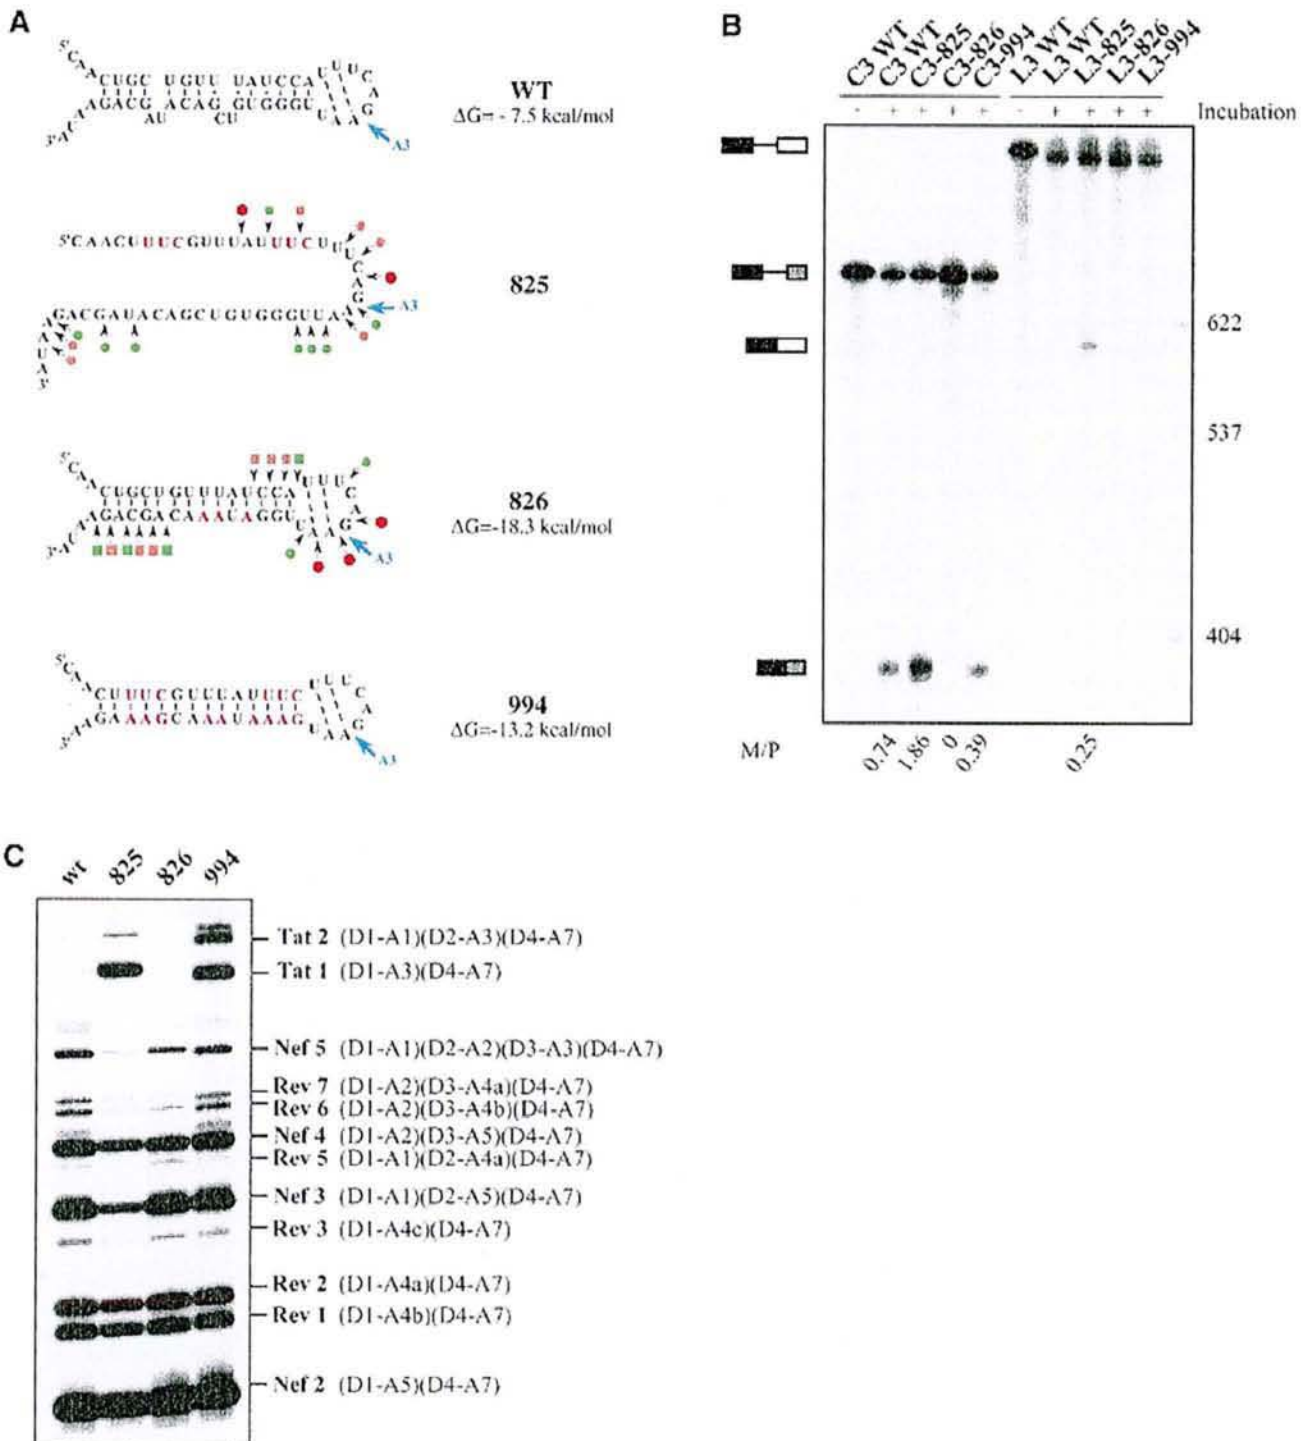 A
WT
ΔG= - 7.5 kcal/mol
A3
5'CAACUUUCGUUUAUUUCUUUCAG
A3
AAUUGGGUGUCGACAUAGCAGAAUA3'
825
826
ΔG=-18.3 kcal/mol
A3
994
ΔG=-13.2 kcal/mol
A3
B
C3 WT
C3 WT
C3-825
C3-826
C3-994
L3 WT
L3 WT
L3-825
L3-826
L3-994
- + + + + - + + + + Incubation
622
537
404
M/P 0.74 1.86 0 0.39 0.25
C
wt 825 826 994
Tat 2 (D1-A1)(D2-A3)(D4-A7)
Tat 1 (D1-A3)(D4-A7)
Nef 5 (D1-A1)(D2-A2)(D3-A3)(D4-A7)
Rev 7 (D1-A2)(D3-A4a)(D4-A7)
Rev 6 (D1-A2)(D3-A4b)(D4-A7)
Nef 4 (D1-A2)(D3-A5)(D4-A7)
Rev 5 (D1-A1)(D2-A4a)(D4-A7)
Nef 3 (D1-A1)(D2-A5)(D4-A7)
Rev 3 (D1-A4c)(D4-A7)
Rev 2 (D1-A4a)(D4-A7)
Rev 1 (D1-A4b)(D4-A7)
Nef 2 (D1-A5)(D4-A7)